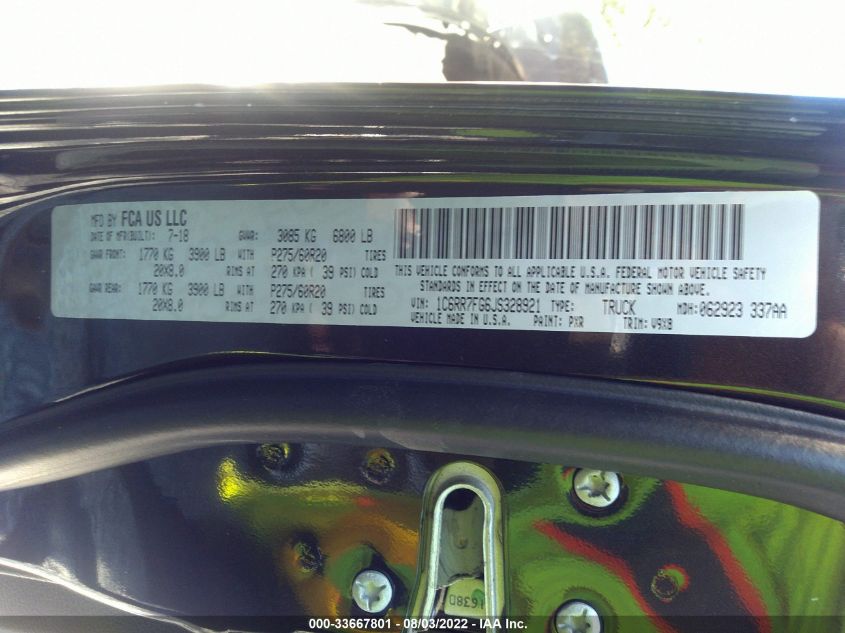 MFD BY FCA US LLC
DATE OF MFR(BUILT): 7-18 GVWR: 3085 KG 6800 LB
GAWR FRONT: 1770 KG 3900 LB WITH P275/60R20 TIRES
20X8.0 RIMS AT 270 KPA ( 39 PSI) COLD
GAWR REAR: 1770 KG 3900 LB WITH P275/60R20 TIRES
20X8.0 RIMS AT 270 KPA ( 39 PSI) COLD
THIS VEHICLE CONFORMS TO ALL APPLICABLE U.S.A. FEDERAL MOTOR VEHICLE SAFETY
STANDARDS IN EFFECT ON THE DATE OF MANUFACTURE SHOWN ABOVE.
VIN: 1C6RR7FG6JS328921 TYPE: TRUCK MDH: 062923 337AA
VEHICLE MADE IN U.S.A. PAINT: PXR TRIM: V9X8
1638D
000-33667801 - 08/03/2022 - IAA Inc.